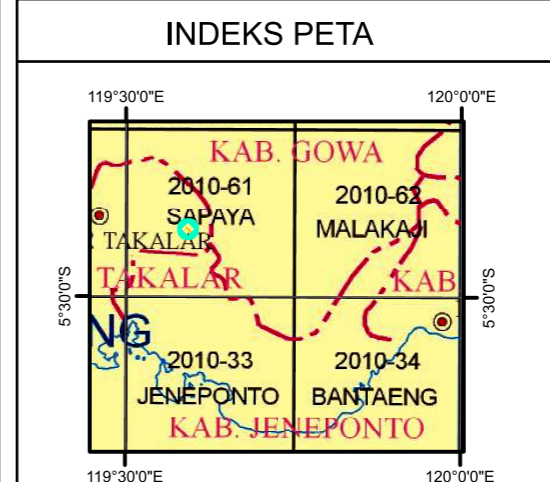 INDEKS PETA
119°30'0"E 120°0'0"E
KAB. GOWA
2010-61
2010-62
SAPAYA
MALAKAJI
TAKALAR
TAKALAR
KAB
5°30'0"S
5°30'0"S
NG
2010-33
2010-34
JENEPONTO
BANTAENG
KAB. JENEPONTO
119°30'0"E 120°0'0"E